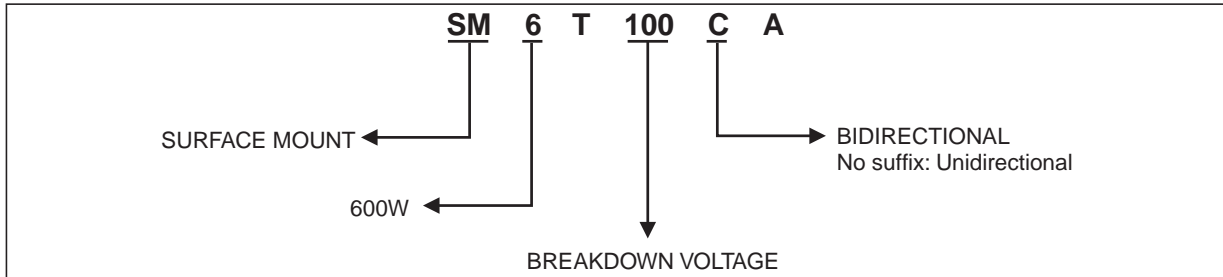 SM 6 T 100 C A
SURFACE MOUNT
BIDIRECTIONAL
No suffix: Unidirectional
600W
BREAKDOWN VOLTAGE